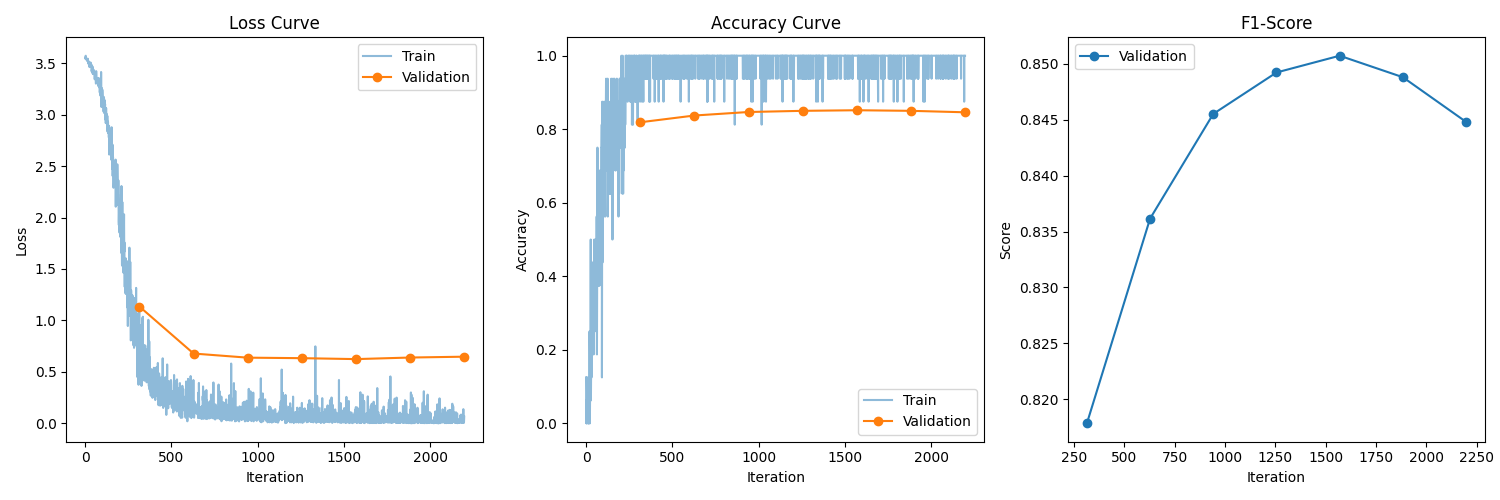 Loss Curve
Train
Validation
3.5
3.0
2.5
2.0
1.5
1.0
0.5
0.0
Loss
0
500
1000
1500
2000
Iteration
Accuracy Curve
1.0
0.8
0.6
0.4
0.2
0.0
Accuracy
Train
Validation
0
500
1000
1500
2000
Iteration
F1-Score
Validation
0.850
0.845
0.840
0.835
0.830
0.825
0.820
Score
250
500
750
1000
1250
1500
1750
2000
2250
Iteration